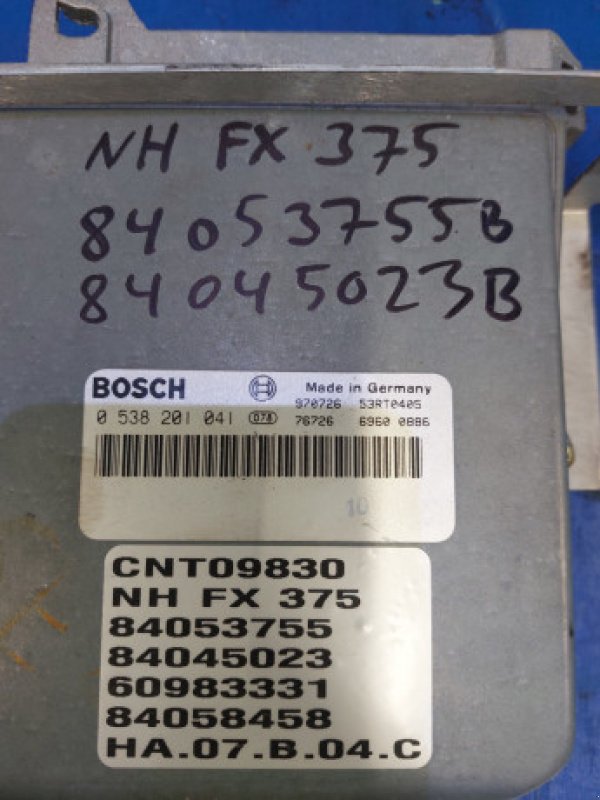 NH FX 375
84053755B
84045023B
BOSCH Made in Germany
970726 53RT0405
0 538 201 041 078 76726 6960 0886
10
CNT09830
NH FX 375
84053755
84045023
60983331
84058458
HA.07.B.04.C